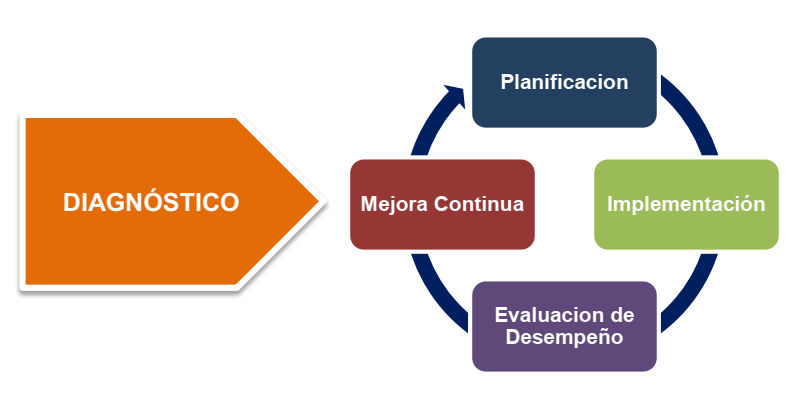 DIAGNÓSTICO
Planificacion
Mejora Continua
Implementación
Evaluacion de
Desempeño